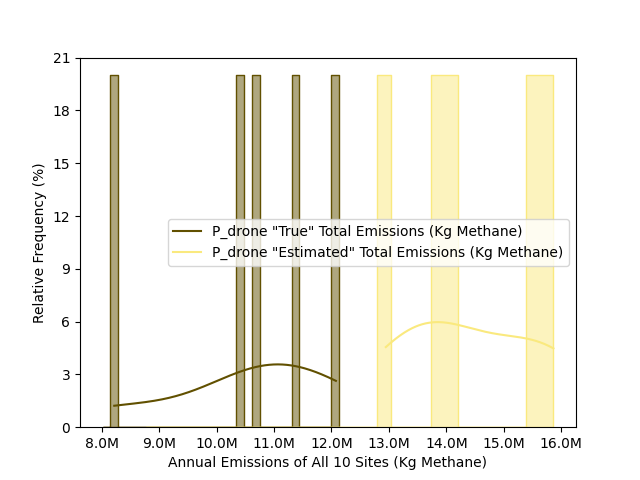 21
18
15
12
9
6
3
0
Relative Frequency (%)
P_drone "True" Total Emissions (Kg Methane)
P_drone "Estimated" Total Emissions (Kg Methane)
8.0M 9.0M 10.0M 11.0M 12.0M 13.0M 14.0M 15.0M 16.0M
Annual Emissions of All 10 Sites (Kg Methane)